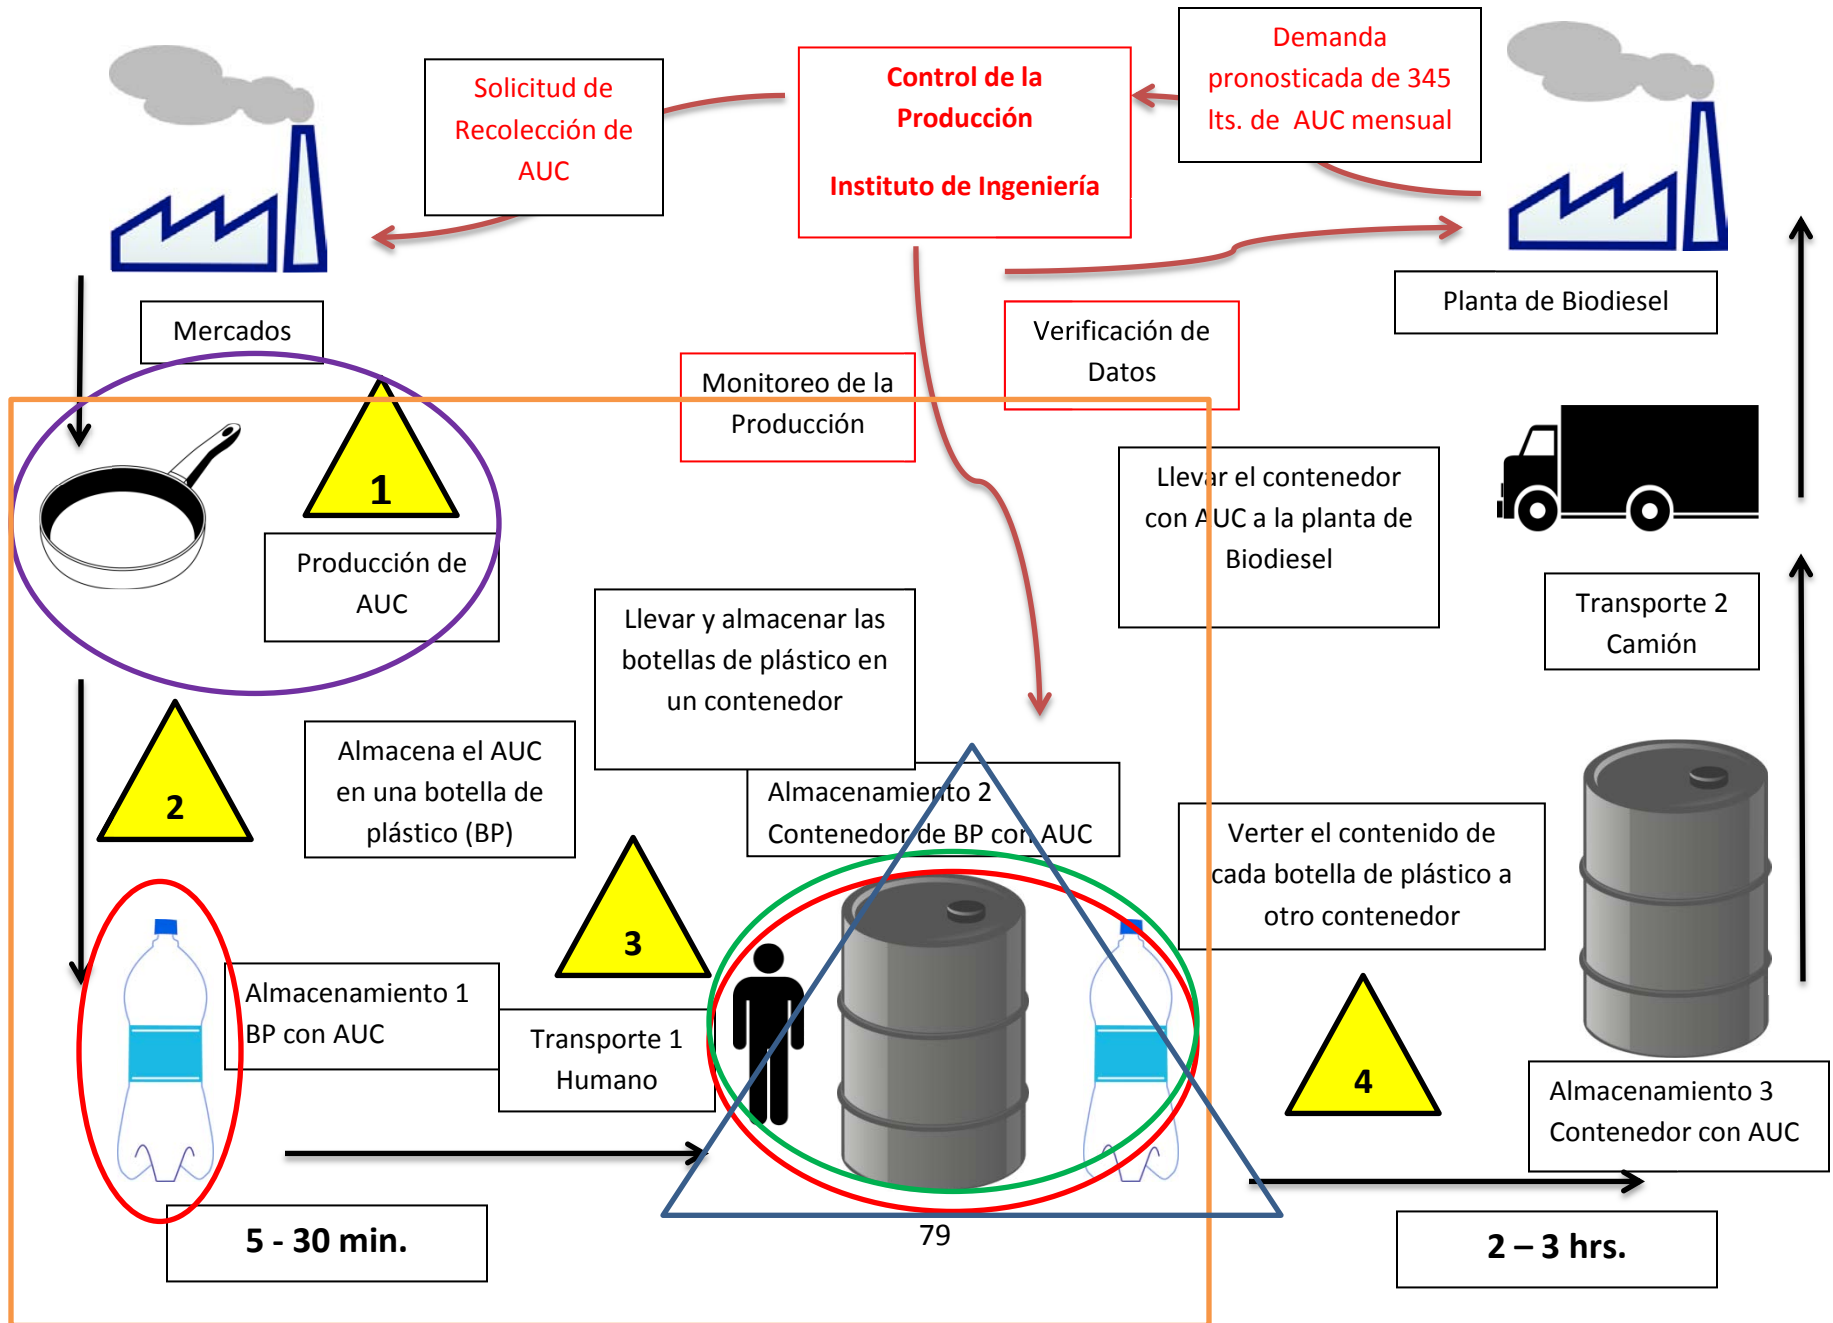 Demanda
pronosticada de 345
lts. de AUC mensual
Control de la
Producción
Instituto de Ingeniería
Solicitud de
Recolección de
AUC
Mercados
Planta de Biodiesel
Verificación de
Datos
Monitoreo de la
Producción
1
Producción de
AUC
Llevar el contenedor
con AUC a la planta de
Biodiesel
Transporte 2
Camión
Llevar y almacenar las
botellas de plástico en
un contenedor
2
Almacena el AUC
en una botella de
plástico (BP)
Almacenamiento 2
Contenedor de BP con AUC
Verter el contenido de
cada botella de plástico a
otro contenedor
3
Almacenamiento 1
BP con AUC
Transporte 1
Humano
4
Almacenamiento 3
Contenedor con AUC
5 - 30 min.
79
2 – 3 hrs.